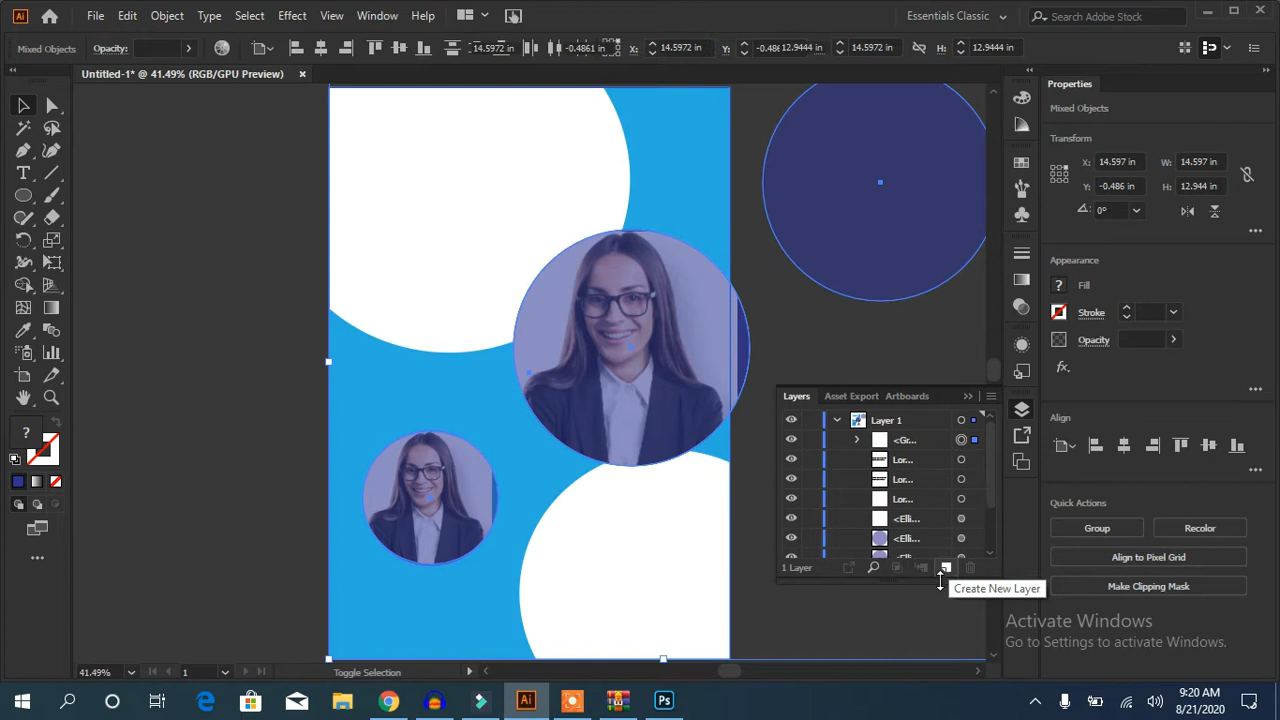 Ai File Edit Object Type Select Effect View Window Help Essentials Classic Search Adobe Stock
Mixed Objects Opacity: 14.5972 in -0.4861 in X: 14.5972 in Y: 12.9444 in 14.5972 in H: 12.9444 in
Untitled-1* @ 41.49% (RGB/GPU Preview)
Properties
Mixed Objects
Transform
X: 14.597 in W: 14.597 in
Y: -0.486 in H: 12.944 in
0°
Appearance
? Fill
Stroke
Opacity
fx.
Align
Quick Actions
Group Recolor
Align to Pixel Grid
Make Clipping Mask
Layers Asset Export Artboards
Layer 1
<Gr...
Lor...
Lor...
Lor...
<Elli...
<Elli...
1 Layer
Create New Layer
?
Activate Windows
Go to Settings to activate Windows.
41.49% 1 Toggle Selection
Ai Ps
9:20 AM
8/21/2020